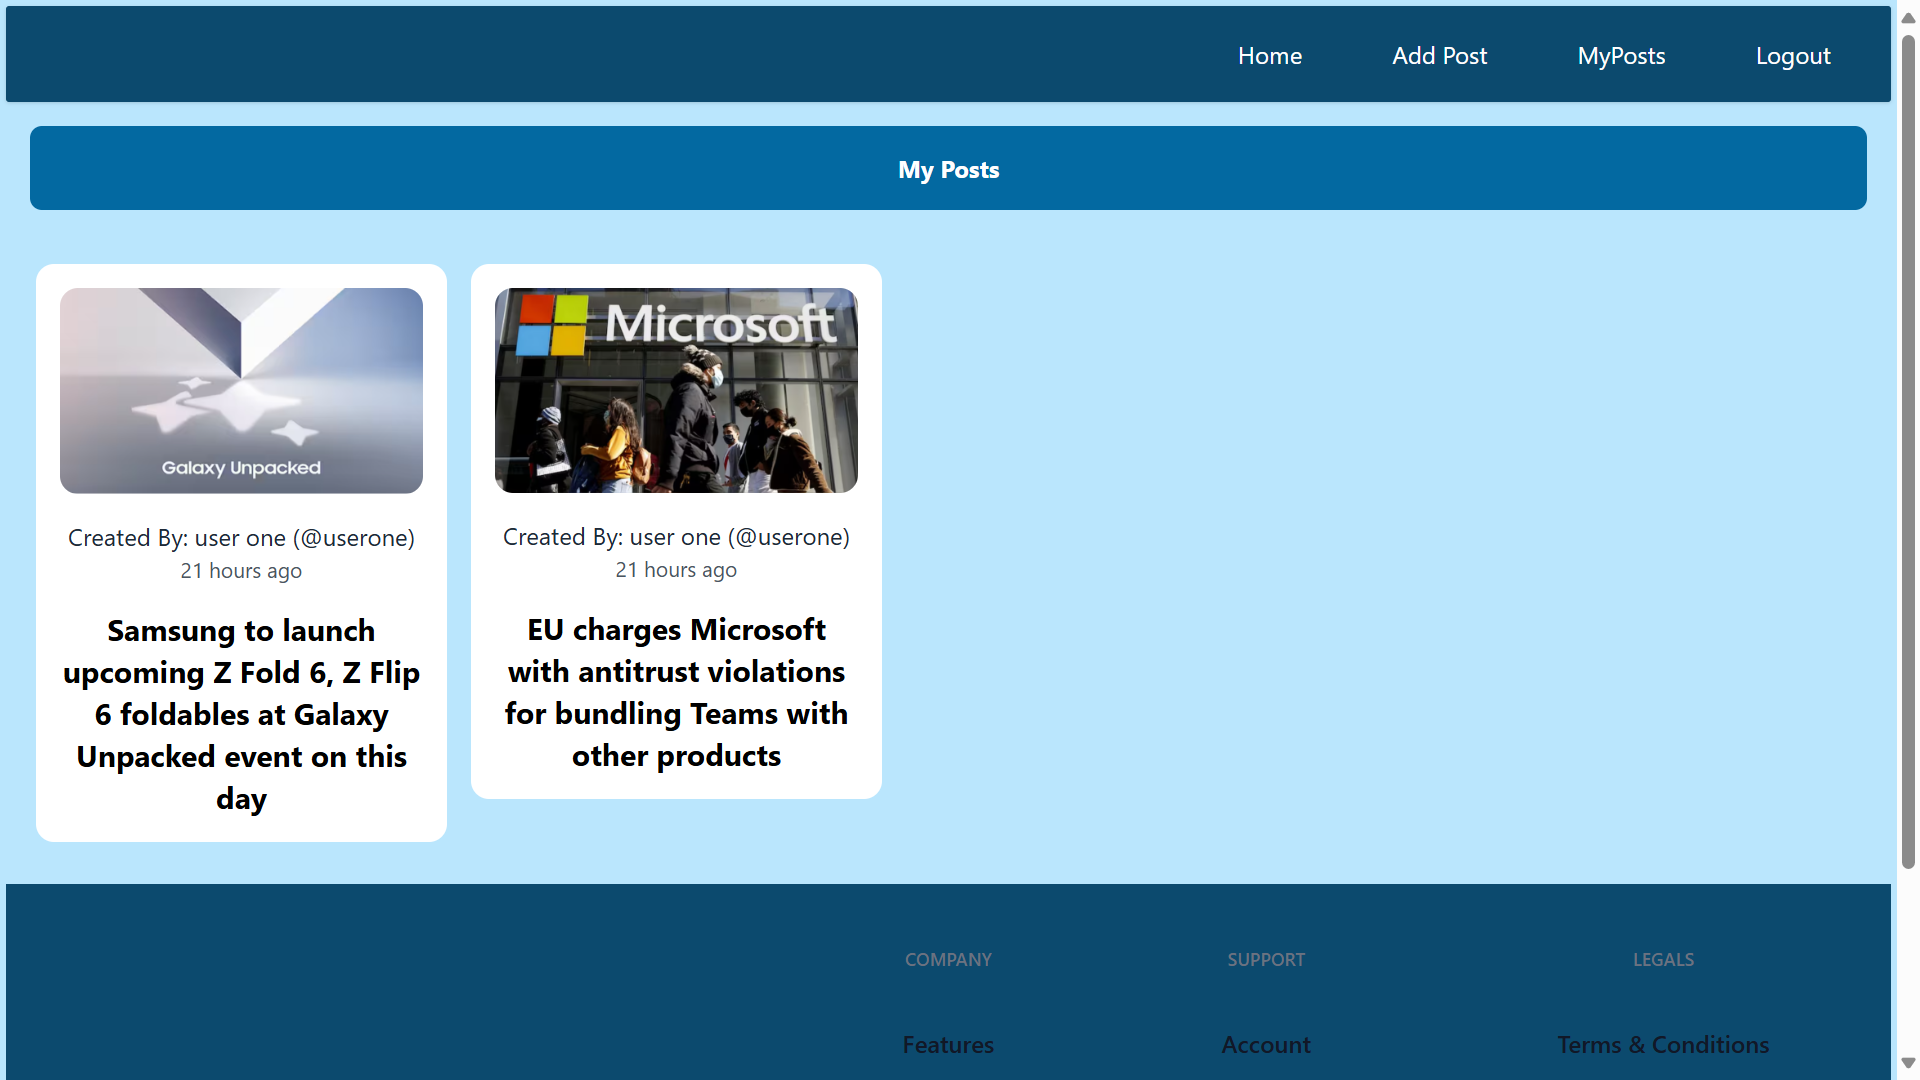 Home
Add Post
MyPosts
Logout
My Posts
Galaxy Unpacked
Created By: user one (@userone)
21 hours ago
Samsung to launch
upcoming Z Fold 6, Z Flip
6 foldables at Galaxy
Unpacked event on this
day
Microsoft
Created By: user one (@userone)
21 hours ago
EU charges Microsoft
with antitrust violations
for bundling Teams with
other products
COMPANY
SUPPORT
LEGALS
Features
Account
Terms & Conditions